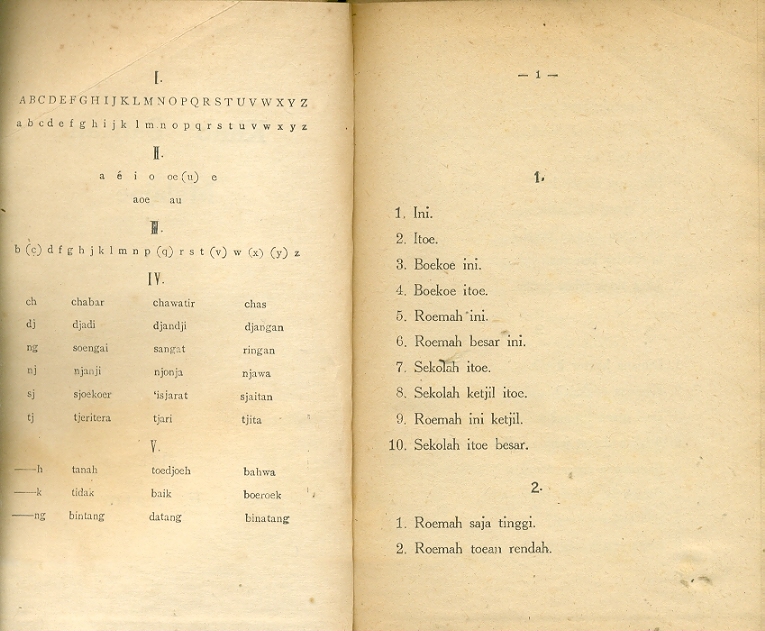 I.
A B C D E F G H I J K L M N O P Q R S T U V W X Y Z
a b c d e f g h i j k l m n o p q r s t u v w x y z
II.
a é i o oe (u) e
aoe au
III.
b (c) d f g h j k l m n p (q) r s t (v) w (x) (y) z
IV.
ch chabar chawatir chas
dj djadi djandji djangan
ng soengai sangat ringan
nj njanji njonja njawa
sj sjoekoer 'isjarat sjaitan
tj tjeritera tjari tjita
V.
—h tanah toedjoeh bahwa
—k tidak baik boeroek
—ng bintang datang binatang
— 1 —
1.
1. Ini.
2. Itoe.
3. Boekoe ini.
4. Boekoe itoe.
5. Roemah ini.
6. Roemah besar ini.
7. Sekolah itoe.
8. Sekolah ketjil itoe.
9. Roemah ini ketjil.
10. Sekolah itoe besar.
2.
1. Roemah saja tinggi.
2. Roemah toean rendah.